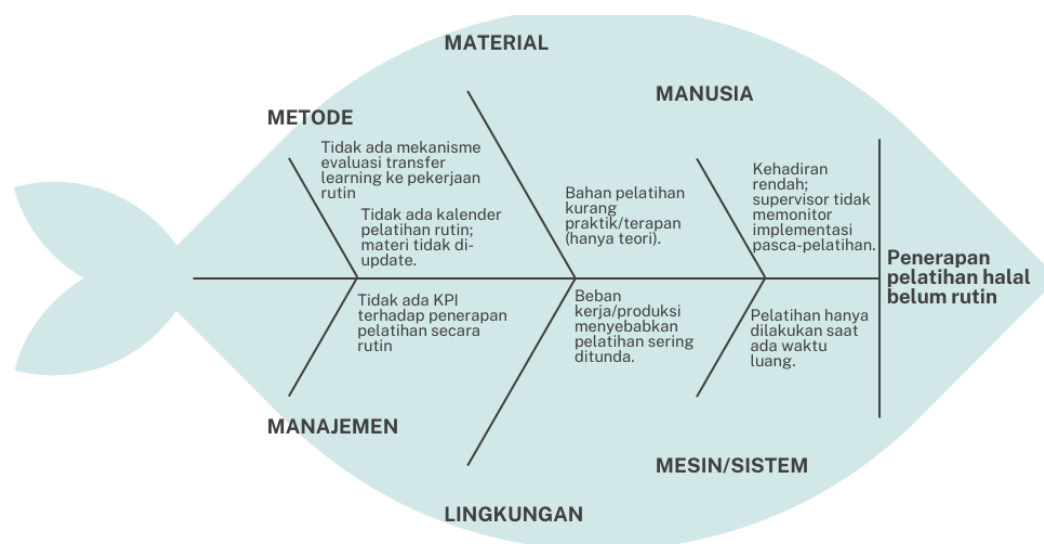 MATERIAL
MANUSIA
METODE
Tidak ada mekanisme
evaluasi transfer
learning ke pekerjaan
rutin
Tidak ada kalender
pelatihan rutin;
materi tidak di-
update.
Bahan pelatihan
kurang
praktik/terapan
(hanya teori).
Kehadiran
rendah;
supervisor tidak
memonitor
implementasi
pasca-pelatihan.
Penerapan
pelatihan halal
belum rutin
Tidak ada KPI
terhadap penerapan
pelatihan secara
rutin
Beban
kerja/produksi
menyebabkan
pelatihan sering
ditunda.
Pelatihan hanya
dilakukan saat
ada waktu
luang.
MANAJEMEN
MESIN/SISTEM
LINGKUNGAN